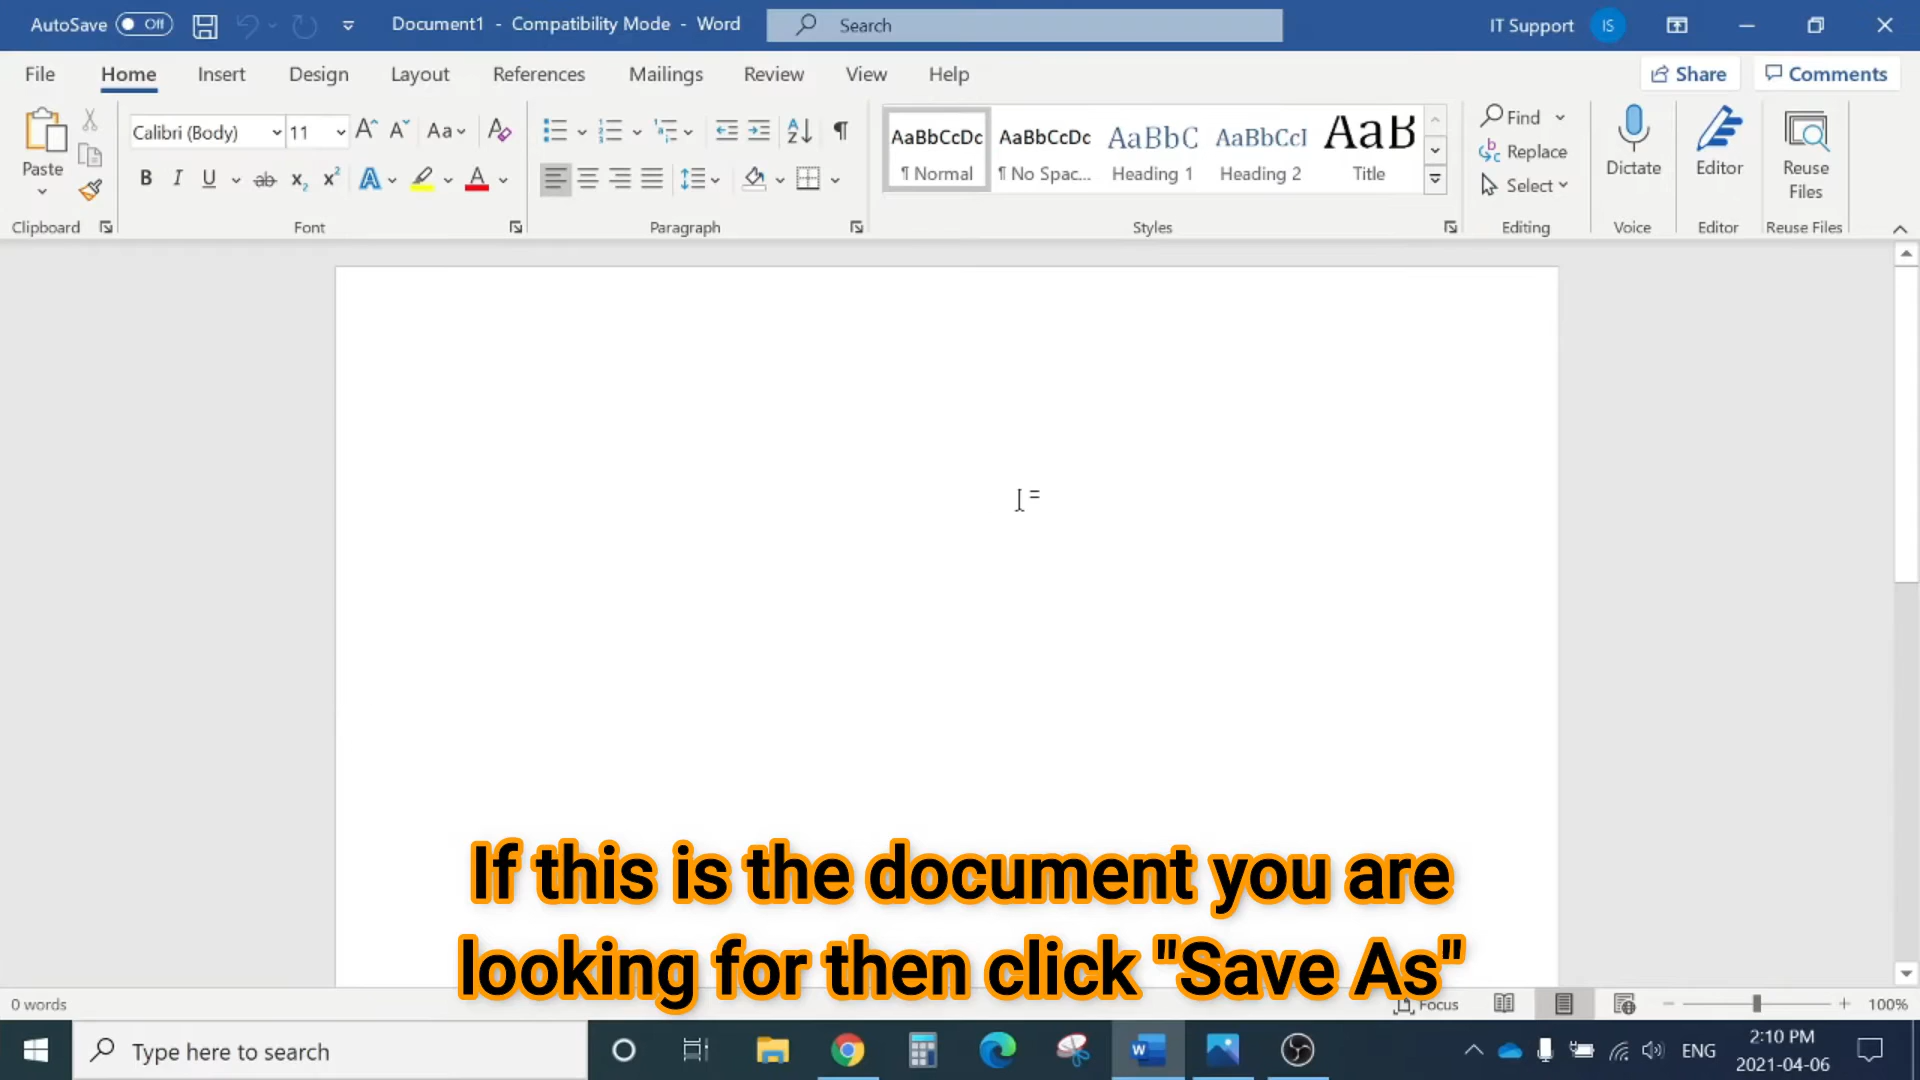 AutoSave Off Document1 - Compatibility Mode - Word Search IT Support IS
File Home Insert Design Layout References Mailings Review View Help Share Comments
Calibri (Body) 11 Aa AaBbCcDc AaBbCcDc AaBbC AaBbCcI AaB Find
Paste Replace Dictate Editor Reuse Files
B I U ab x₂ x² A A ¶ Normal ¶ No Spac... Heading 1 Heading 2 Title Select
Clipboard Font Paragraph Styles Editing Voice Editor Reuse Files
If this is the document you are
looking for then click "Save As"
0 words Focus 100%
Type here to search ENG 2:10 PM
2021-04-06